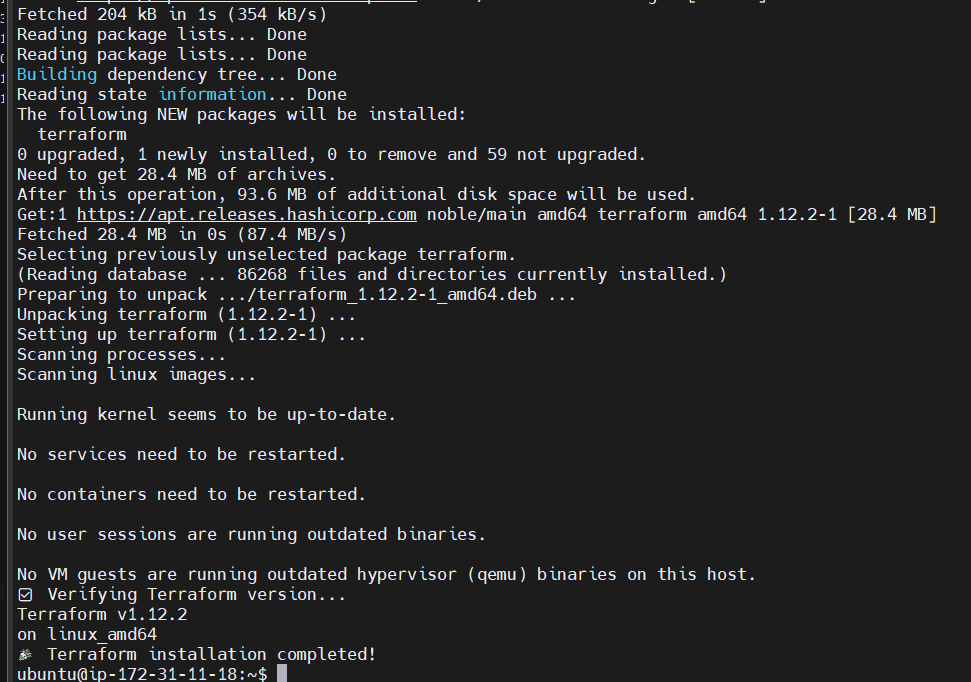 Fetched 204 kB in 1s (354 kB/s)
Reading package lists... Done
Reading package lists... Done
Building dependency tree... Done
Reading state information... Done
The following NEW packages will be installed:
  terraform
0 upgraded, 1 newly installed, 0 to remove and 59 not upgraded.
Need to get 28.4 MB of archives.
After this operation, 93.6 MB of additional disk space will be used.
Get:1 https://apt.releases.hashicorp.com noble/main amd64 terraform amd64 1.12.2-1 [28.4 MB]
Fetched 28.4 MB in 0s (87.4 MB/s)
Selecting previously unselected package terraform.
(Reading database ... 86268 files and directories currently installed.)
Preparing to unpack .../terraform_1.12.2-1_amd64.deb ...
Unpacking terraform (1.12.2-1) ...
Setting up terraform (1.12.2-1) ...
Scanning processes...
Scanning linux images...
Running kernel seems to be up-to-date.
No services need to be restarted.
No containers need to be restarted.
No user sessions are running outdated binaries.
No VM guests are running outdated hypervisor (qemu) binaries on this host.
☑ Verifying Terraform version...
Terraform v1.12.2
on linux_amd64
🎉 Terraform installation completed!
ubuntu@ip-172-31-11-18:~$